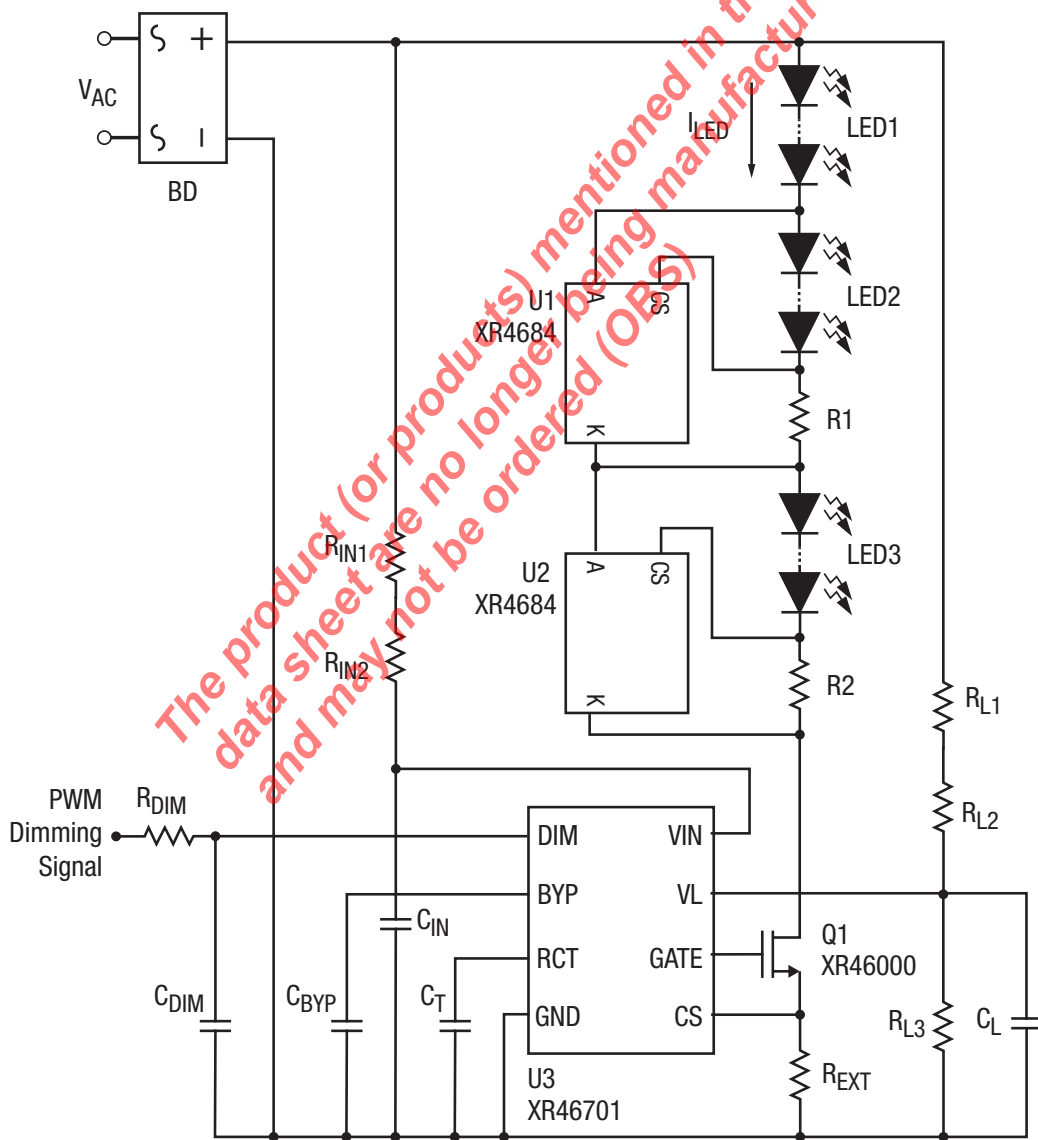 The product (or products) mentioned in th
data sheet are no longer being manufactur
and may not be ordered (OBS)
+
−
VAC
BD
ILED
LED1
LED2
U1
XR4684
A
CS
K
R1
LED3
U2
XR4684
A
CS
K
R2
RIN1
RIN2
RL1
RL2
PWM
Dimming
Signal
RDIM
DIM
VIN
BYP
VL
RCT
GATE
GND
CS
CIN
CDIM
CBYP
CT
Q1
XR46000
RL3
CL
REXT
U3
XR46701